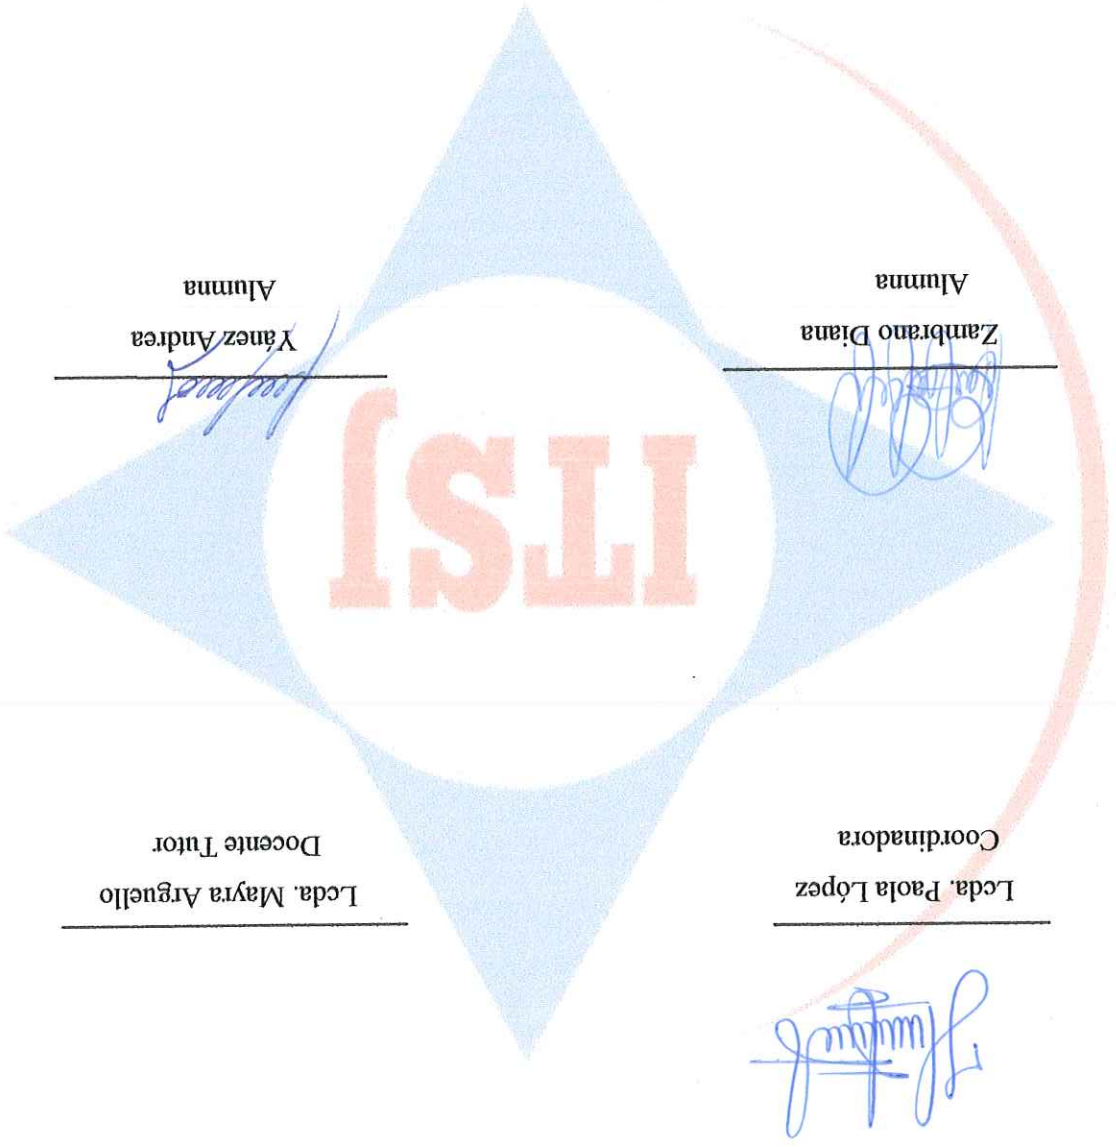 Lcda. Paola López
Coordinadora
Lcda. Mayra Arguello
Docente Tutor
ITSJ
Zambrano Diana
Alumna
Yánez Andrea
Alumna